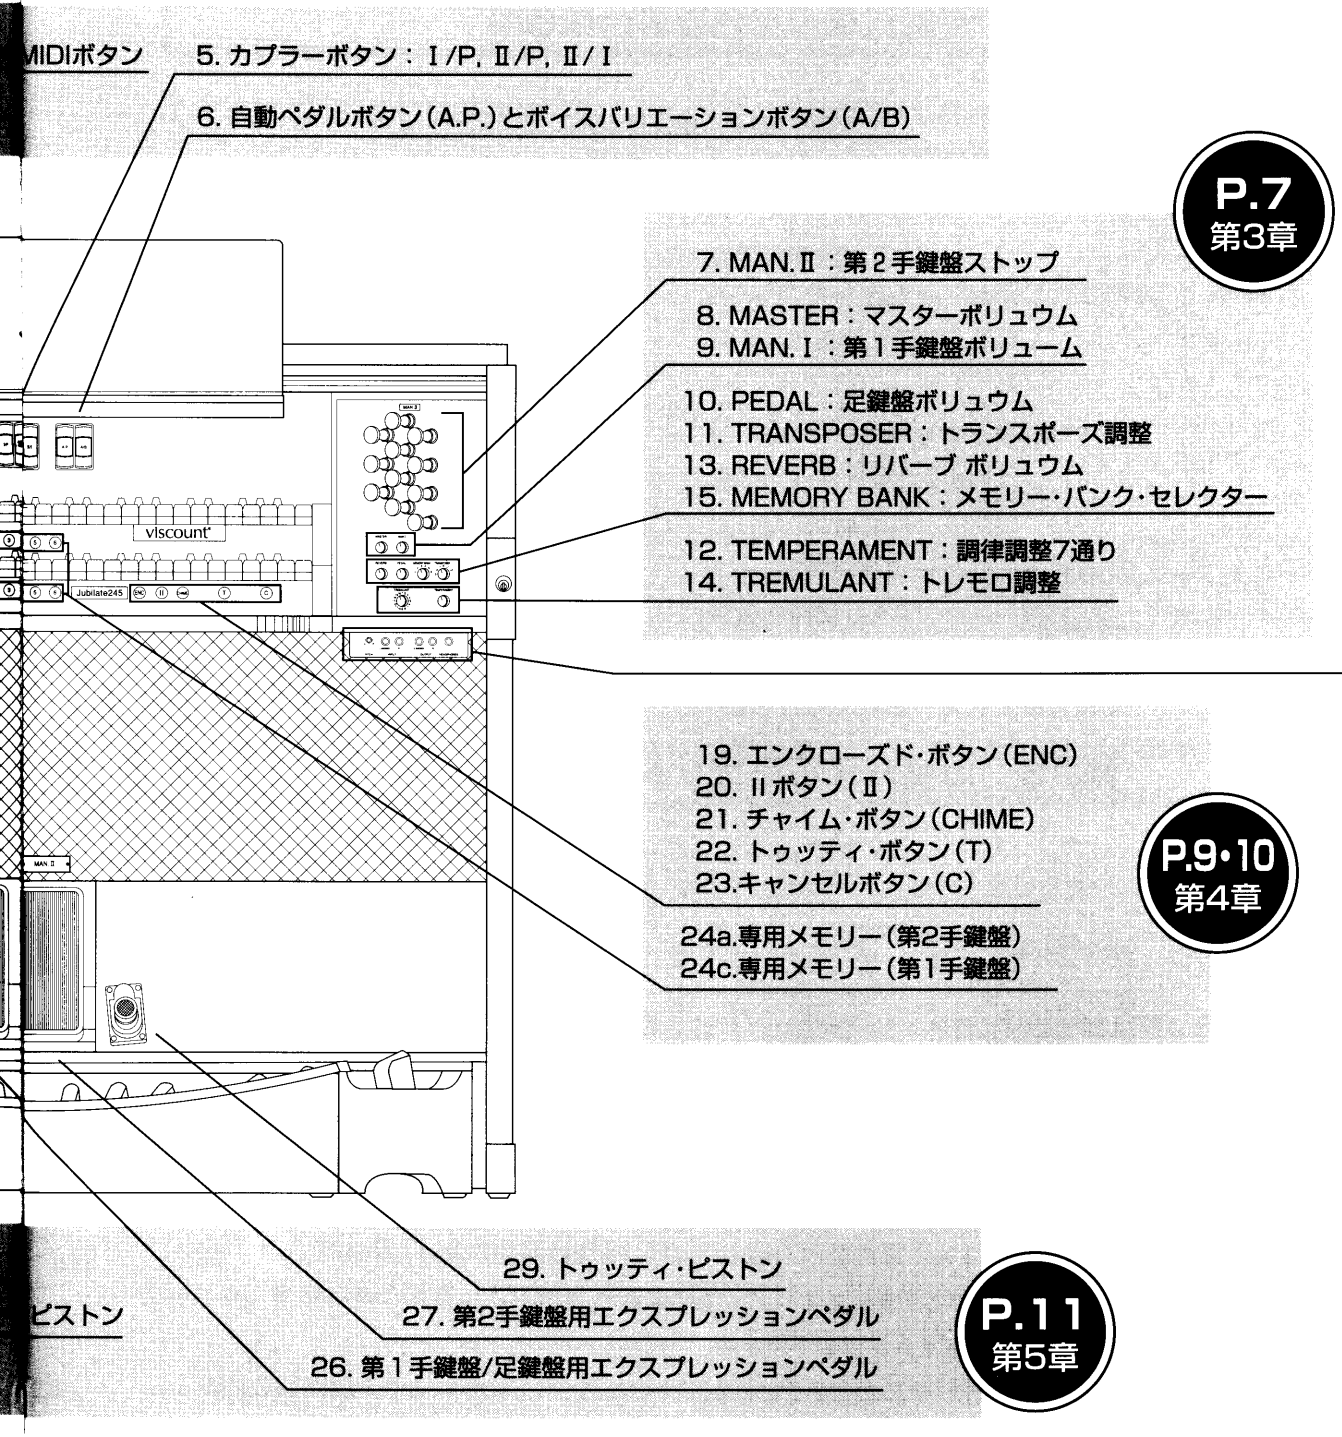 MIDIボタン
5. カプラーボタン： Ⅰ/P, Ⅱ/P, Ⅱ/Ⅰ
6. 自動ペダルボタン(A.P.)とボイスバリエーションボタン(A/B)
P.7
第3章
7. MAN.Ⅱ：第2手鍵盤ストップ
8. MASTER：マスターボリュウム
9. MAN.Ⅰ：第1手鍵盤ボリューム
10. PEDAL：足鍵盤ボリュウム
11. TRANSPOSER：トランスポーズ調整
13. REVERB：リバーブ ボリュウム
15. MEMORY BANK：メモリー・バンク・セレクター
12. TEMPERAMENT：調律調整7通り
14. TREMULANT：トレモロ調整
MAN Ⅱ
viscount
3 5 6
3 5 6 Jubilate245 ENC II CHIME T C
19. エンクローズド・ボタン(ENC)
20. IIボタン(Ⅱ)
21. チャイム・ボタン(CHIME)
22. トゥッティ・ボタン(T)
23.キャンセルボタン(C)
P.9・10
第4章
24a.専用メモリー(第2手鍵盤)
24c.専用メモリー(第1手鍵盤)
MAN Ⅱ
29. トゥッティ・ピストン
ピストン
27. 第2手鍵盤用エクスプレッションペダル
26. 第1手鍵盤/足鍵盤用エクスプレッションペダル
P.11
第5章